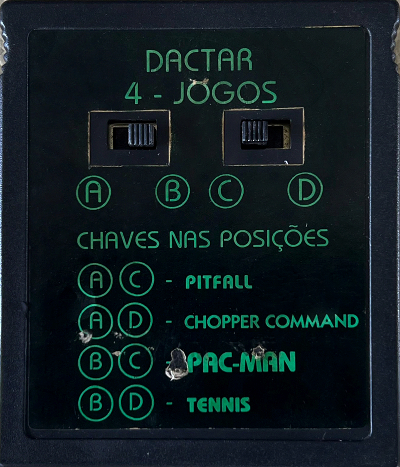 DACTAR
4 - JOGOS
A B C D
CHAVES NAS POSIÇÕES
A C - PITFALL
A D - CHOPPER COMMAND
B C - PAC-MAN
B D - TENNIS